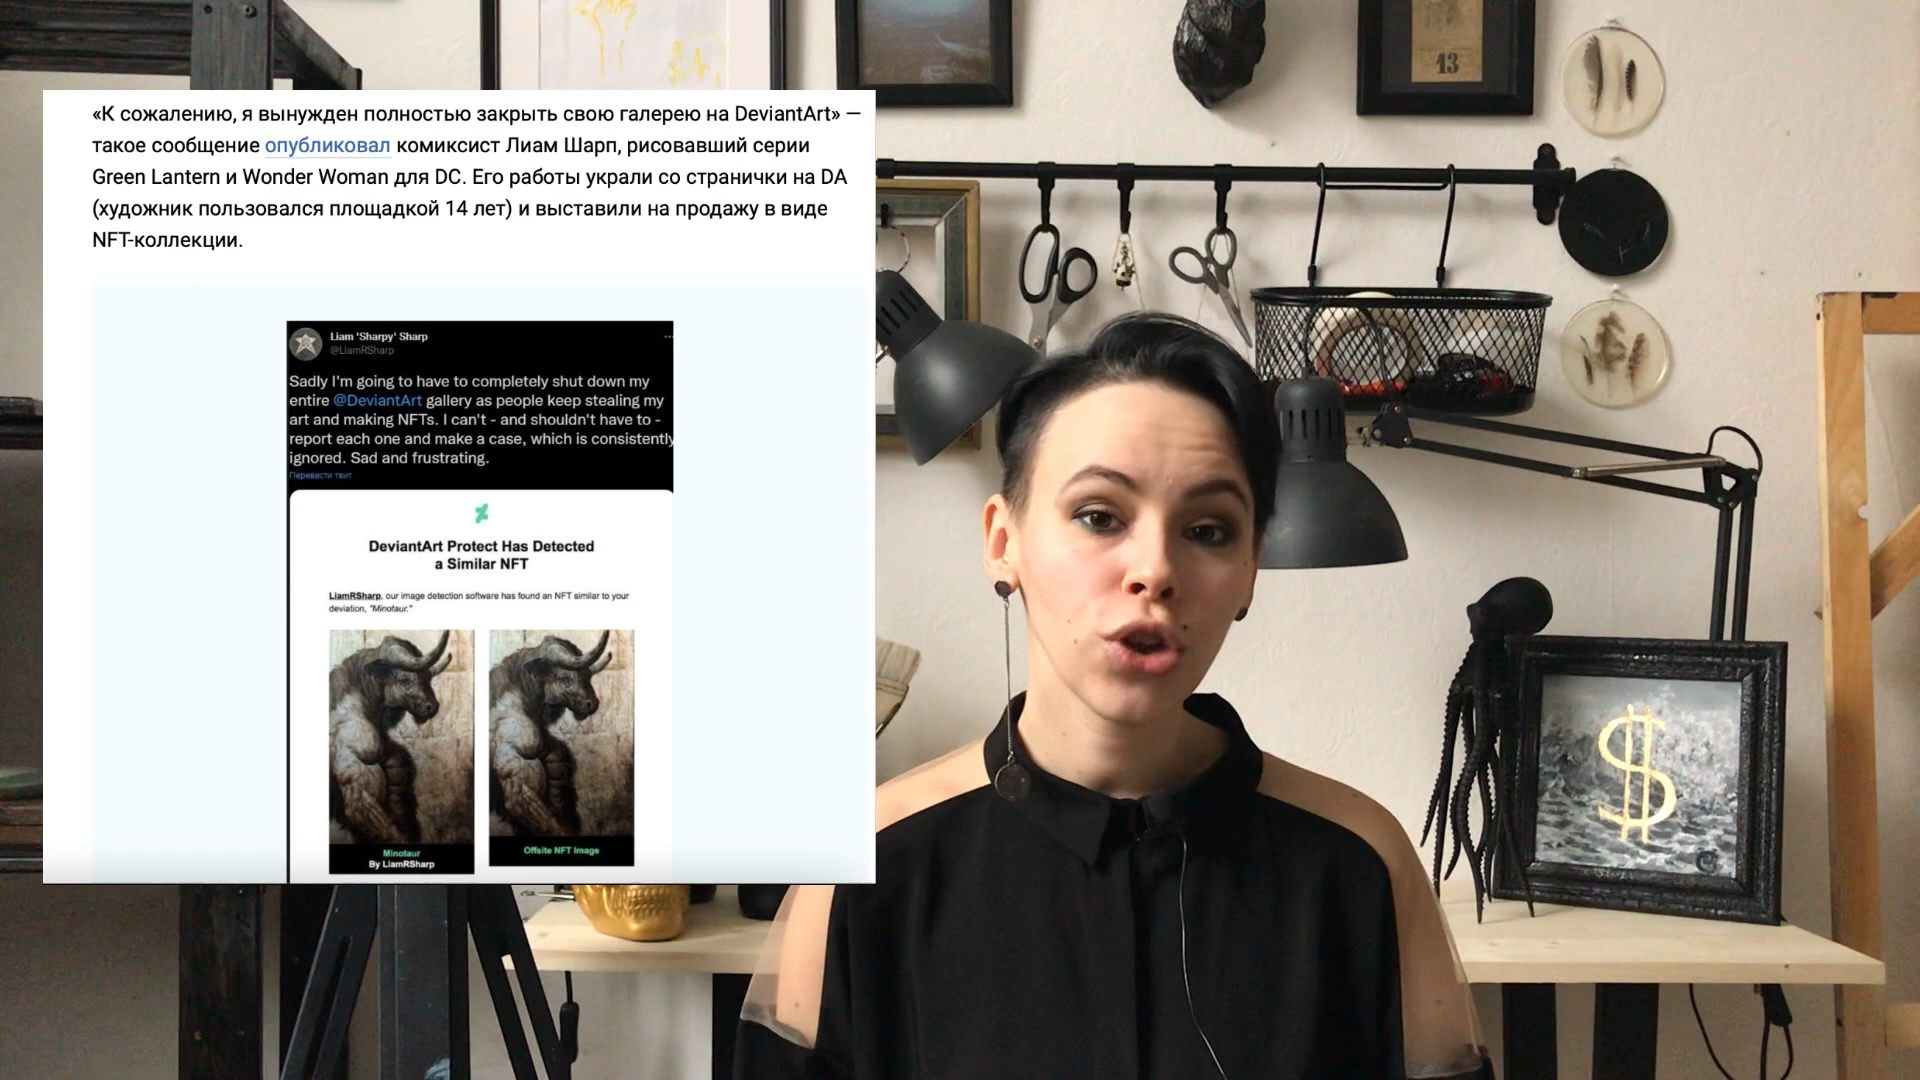 13
«К сожалению, я вынужден полностью закрыть свою галерею на DeviantArt» —
такое сообщение опубликовал комиксист Лиам Шарп, рисовавший серии
Green Lantern и Wonder Woman для DC. Его работы украли со странички на DA
(художник пользовался площадкой 14 лет) и выставили на продажу в виде
NFT-коллекции.
Liam 'Sharpy' Sharp
@LiamRSharp
Sadly I'm going to have to completely shut down my
entire @DeviantArt gallery as people keep stealing my
art and making NFTs. I can't - and shouldn't have to -
report each one and make a case, which is consistently
ignored. Sad and frustrating.
Перевести твит
DeviantArt Protect Has Detected
a Similar NFT
LiamRSharp, our image detection software has found an NFT similar to your
deviation, "Minotaur."
Minotaur
By LiamRSharp
Offsite NFT Image
$